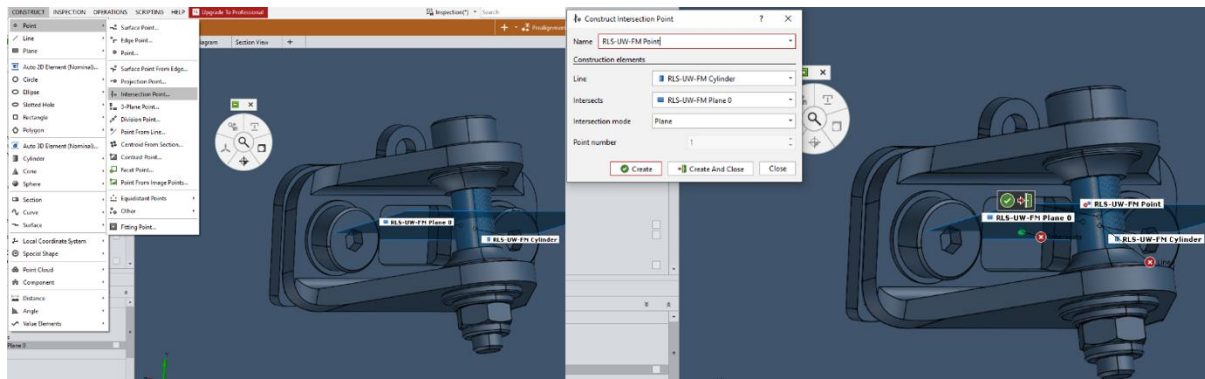 CONSTRUCT INSPECTION OPERATIONS SCRIPTING HELP Upgrade To Professional
Inspection(*) Search
Point
Line
Plane
Auto 2D Element (Nominal)...
Circle
Ellipse
Slotted Hole
Rectangle
Polygon
Auto 3D Element (Nominal)...
Cylinder
Cone
Sphere
Section
Curve
Surface
Local Coordinate System
Special Shape
Point Cloud
Component
Distance
Angle
Value Elements
Plane 0
Surface Point...
Edge Point...
Point...
Surface Point From Edge...
Projection Point...
Intersection Point...
3-Plane Point...
Division Point...
Point From Line...
Centroid From Section...
Contrast Point...
Facet Point...
Point From Image Points...
Equidistant Points
Other
Fitting Point...
Section View +
RLS-UW-FM Plane 0
RLS-UW-FM Cylinder
Construct Intersection Point ? X
Name RLS-UW-FM Point
Construction elements
Line RLS-UW-FM Cylinder
Intersects RLS-UW-FM Plane 0
Intersection mode Plane
Point number 1
Create Create And Close Close
RLS-UW-FM Point
RLS-UW-FM Plane 0
RLS-UW-FM Cylinder